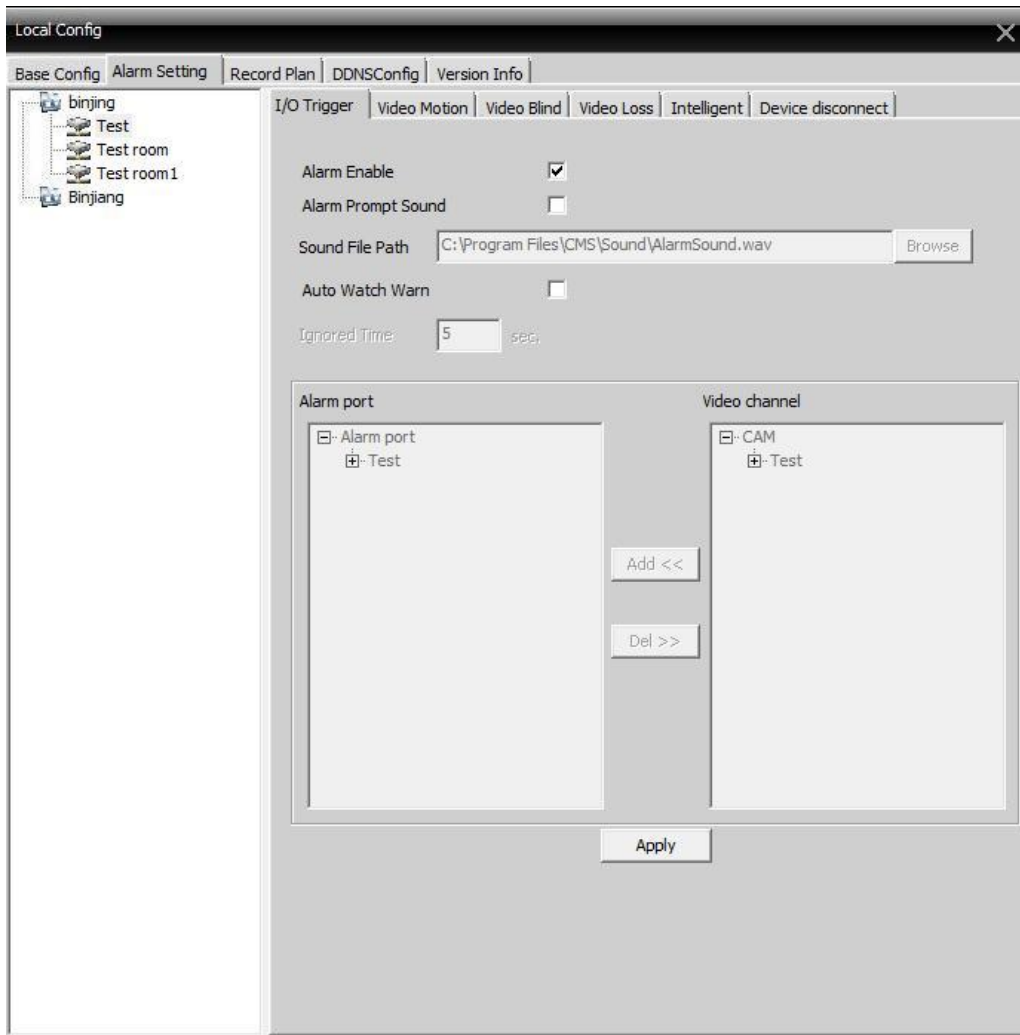 Local Config
Base Config Alarm Setting Record Plan DDNSConfig Version Info
binjing
Test
Test room
Test room1
Binjiang
I/O Trigger Video Motion Video Blind Video Loss Intelligent Device disconnect
Alarm Enable
Alarm Prompt Sound
Sound File Path C:\Program Files\CMS\Sound\AlarmSound.wav Browse
Auto Watch Warn
Ignored Time 5 sec.
Alarm port Video channel
Alarm port CAM
Test Test
Add <<
Del >>
Apply